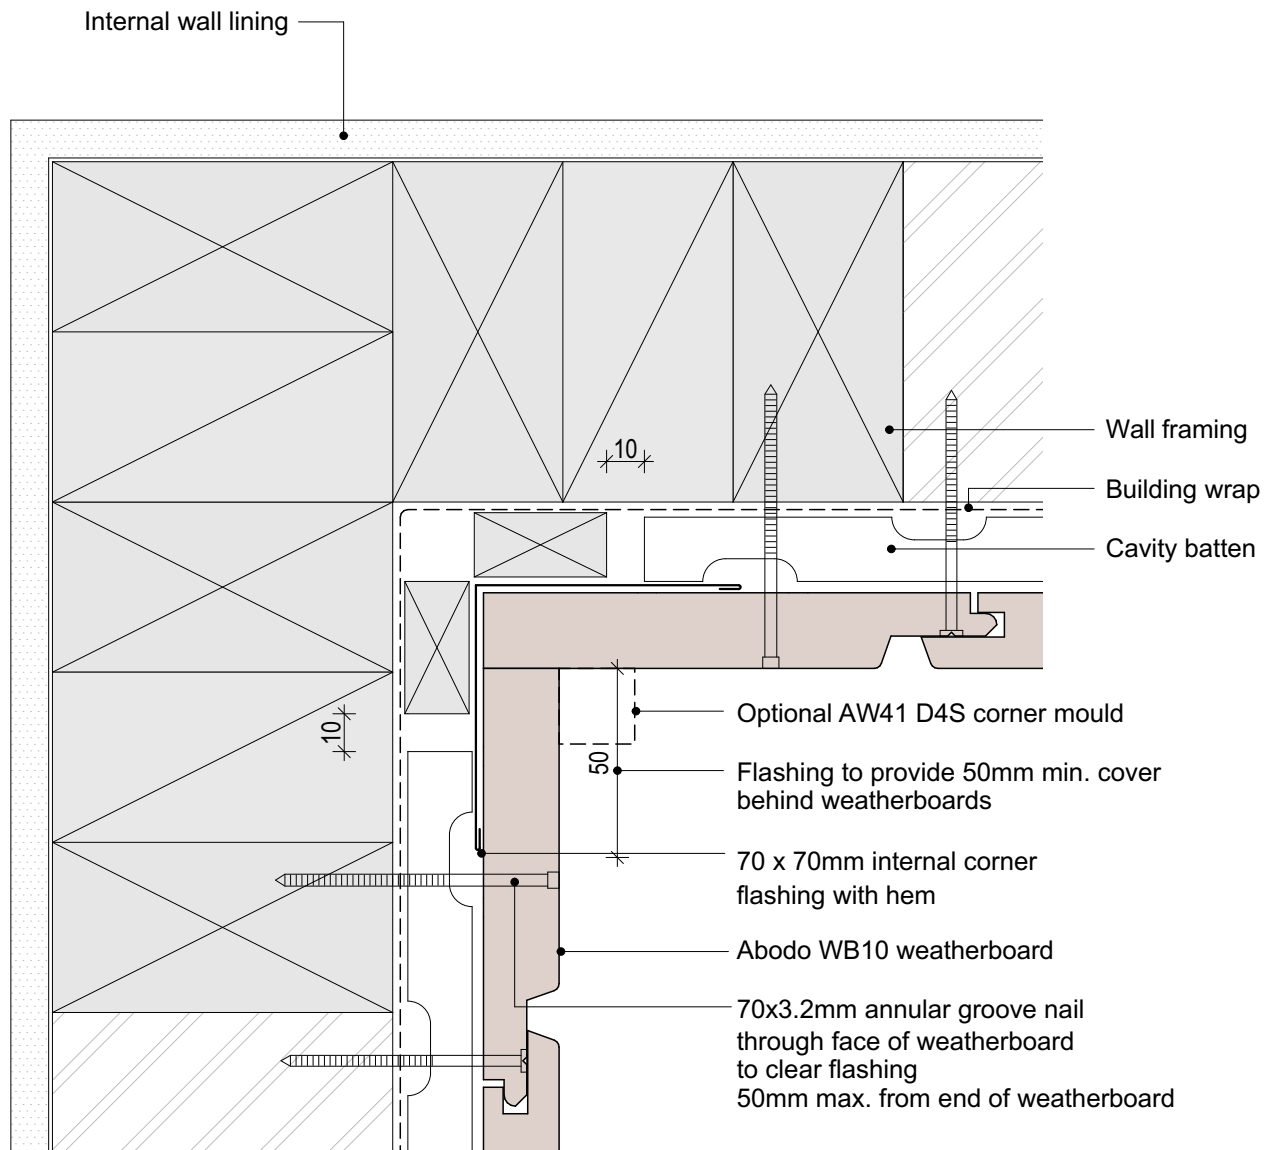 Internal wall lining
10
Wall framing
Building wrap
Cavity batten
10
50
Optional AW41 D4S corner mould
Flashing to provide 50mm min. cover
behind weatherboards
70 x 70mm internal corner
flashing with hem
Abodo WB10 weatherboard
70x3.2mm annular groove nail
through face of weatherboard
to clear flashing
50mm max. from end of weatherboard